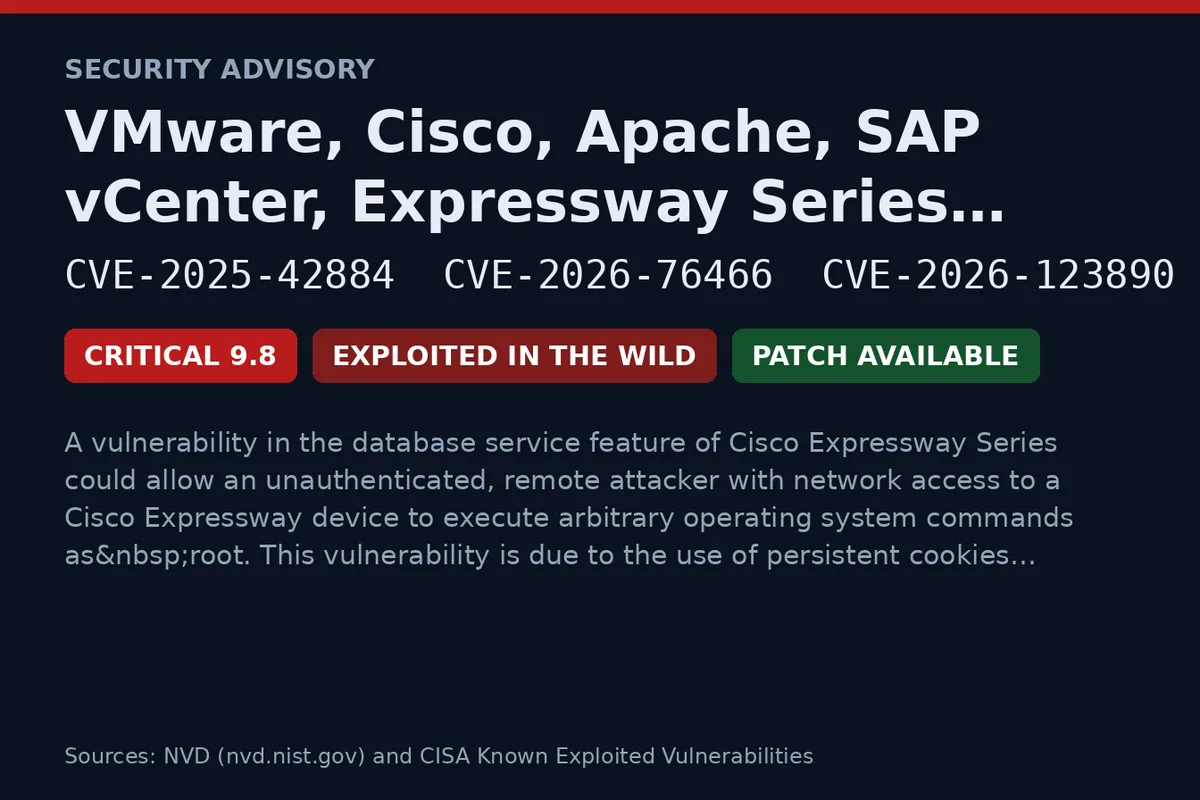 SECURITY ADVISORY
VMware, Cisco, Apache, SAP
vCenter, Expressway Series…
CVE-2025-42884 CVE-2026-76466 CVE-2026-123890
CRITICAL 9.8 EXPLOITED IN THE WILD PATCH AVAILABLE
A vulnerability in the database service feature of Cisco Expressway Series
could allow an unauthenticated, remote attacker with network access to a
Cisco Expressway device to execute arbitrary operating system commands
as&nbsp;root. This vulnerability is due to the use of persistent cookies…
Sources: NVD (nvd.nist.gov) and CISA Known Exploited Vulnerabilities